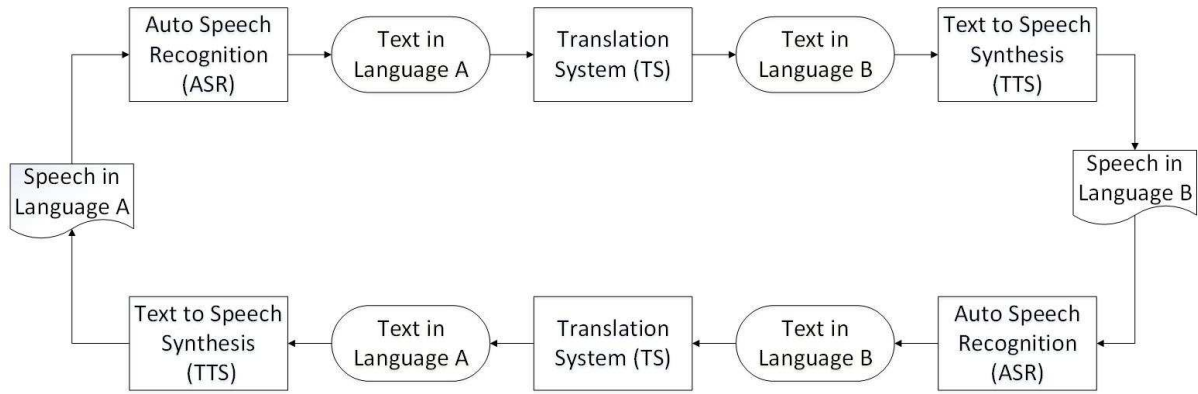 Auto Speech
Recognition
(ASR)
Text in
Language A
Translation
System (TS)
Text in
Language B
Text to Speech
Synthesis
(TTS)
Speech in
Language A
Speech in
Language B
Text to Speech
Synthesis
(TTS)
Text in
Language A
Translation
System (TS)
Text in
Language B
Auto Speech
Recognition
(ASR)